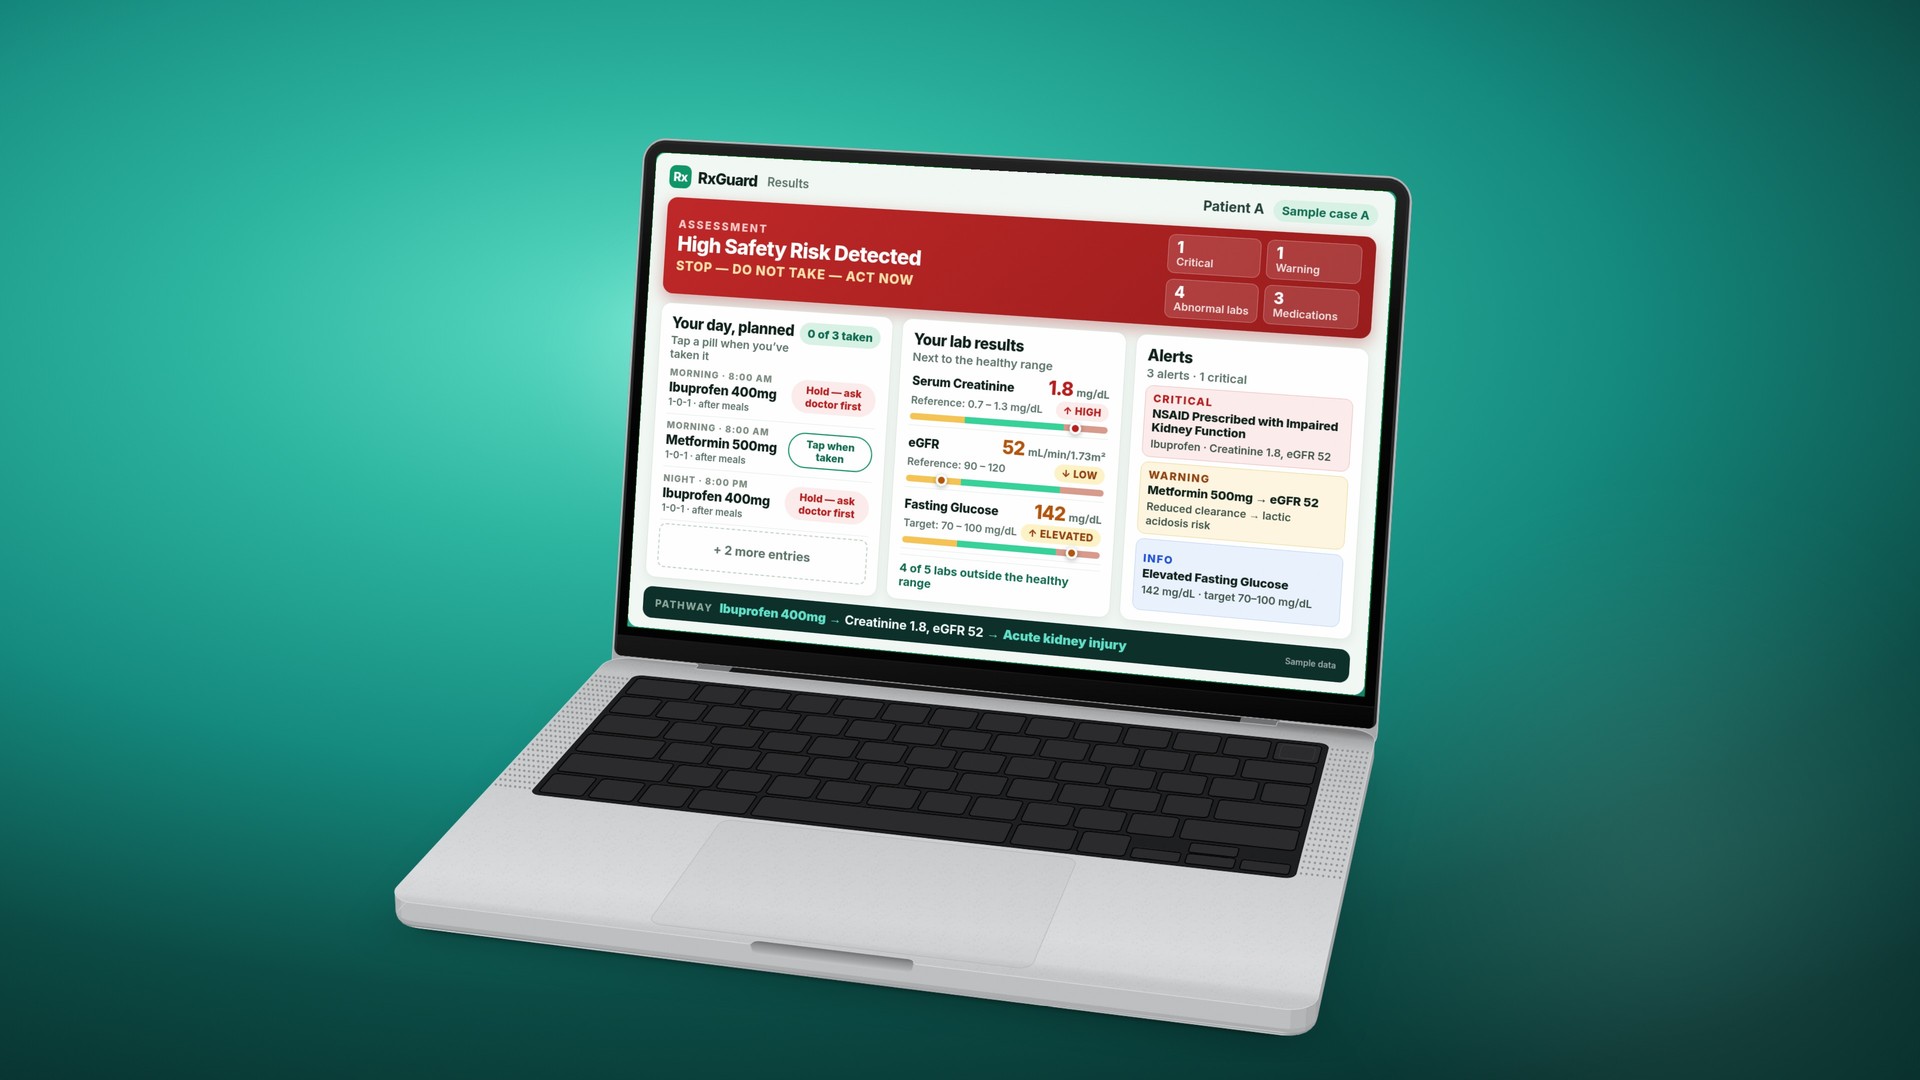 Rx RxGuard Results
Patient A Sample case A
ASSESSMENT
High Safety Risk Detected
STOP — DO NOT TAKE — ACT NOW
1
Critical
1
Warning
4
Abnormal labs
3
Medications
Your day, planned
0 of 3 taken
Tap a pill when you’ve
taken it
MORNING · 8:00 AM
Ibuprofen 400mg
1-0-1 · after meals
Hold — ask
doctor first
MORNING · 8:00 AM
Metformin 500mg
1-0-1 · after meals
Tap when
taken
NIGHT · 8:00 PM
Ibuprofen 400mg
1-0-1 · after meals
Hold — ask
doctor first
+ 2 more entries
Your lab results
Next to the healthy range
Serum Creatinine 1.8 mg/dL
Reference: 0.7 – 1.3 mg/dL ↑ HIGH
eGFR 52 mL/min/1.73m²
Reference: 90 – 120 ↓ LOW
Fasting Glucose 142 mg/dL
Target: 70 – 100 mg/dL ↑ ELEVATED
4 of 5 labs outside the healthy
range
Alerts
3 alerts · 1 critical
CRITICAL
NSAID Prescribed with Impaired
Kidney Function
Ibuprofen · Creatinine 1.8, eGFR 52
WARNING
Metformin 500mg → eGFR 52
Reduced clearance → lactic
acidosis risk
INFO
Elevated Fasting Glucose
142 mg/dL · target 70–100 mg/dL
PATHWAY Ibuprofen 400mg → Creatinine 1.8, eGFR 52 → Acute kidney injury
Sample data